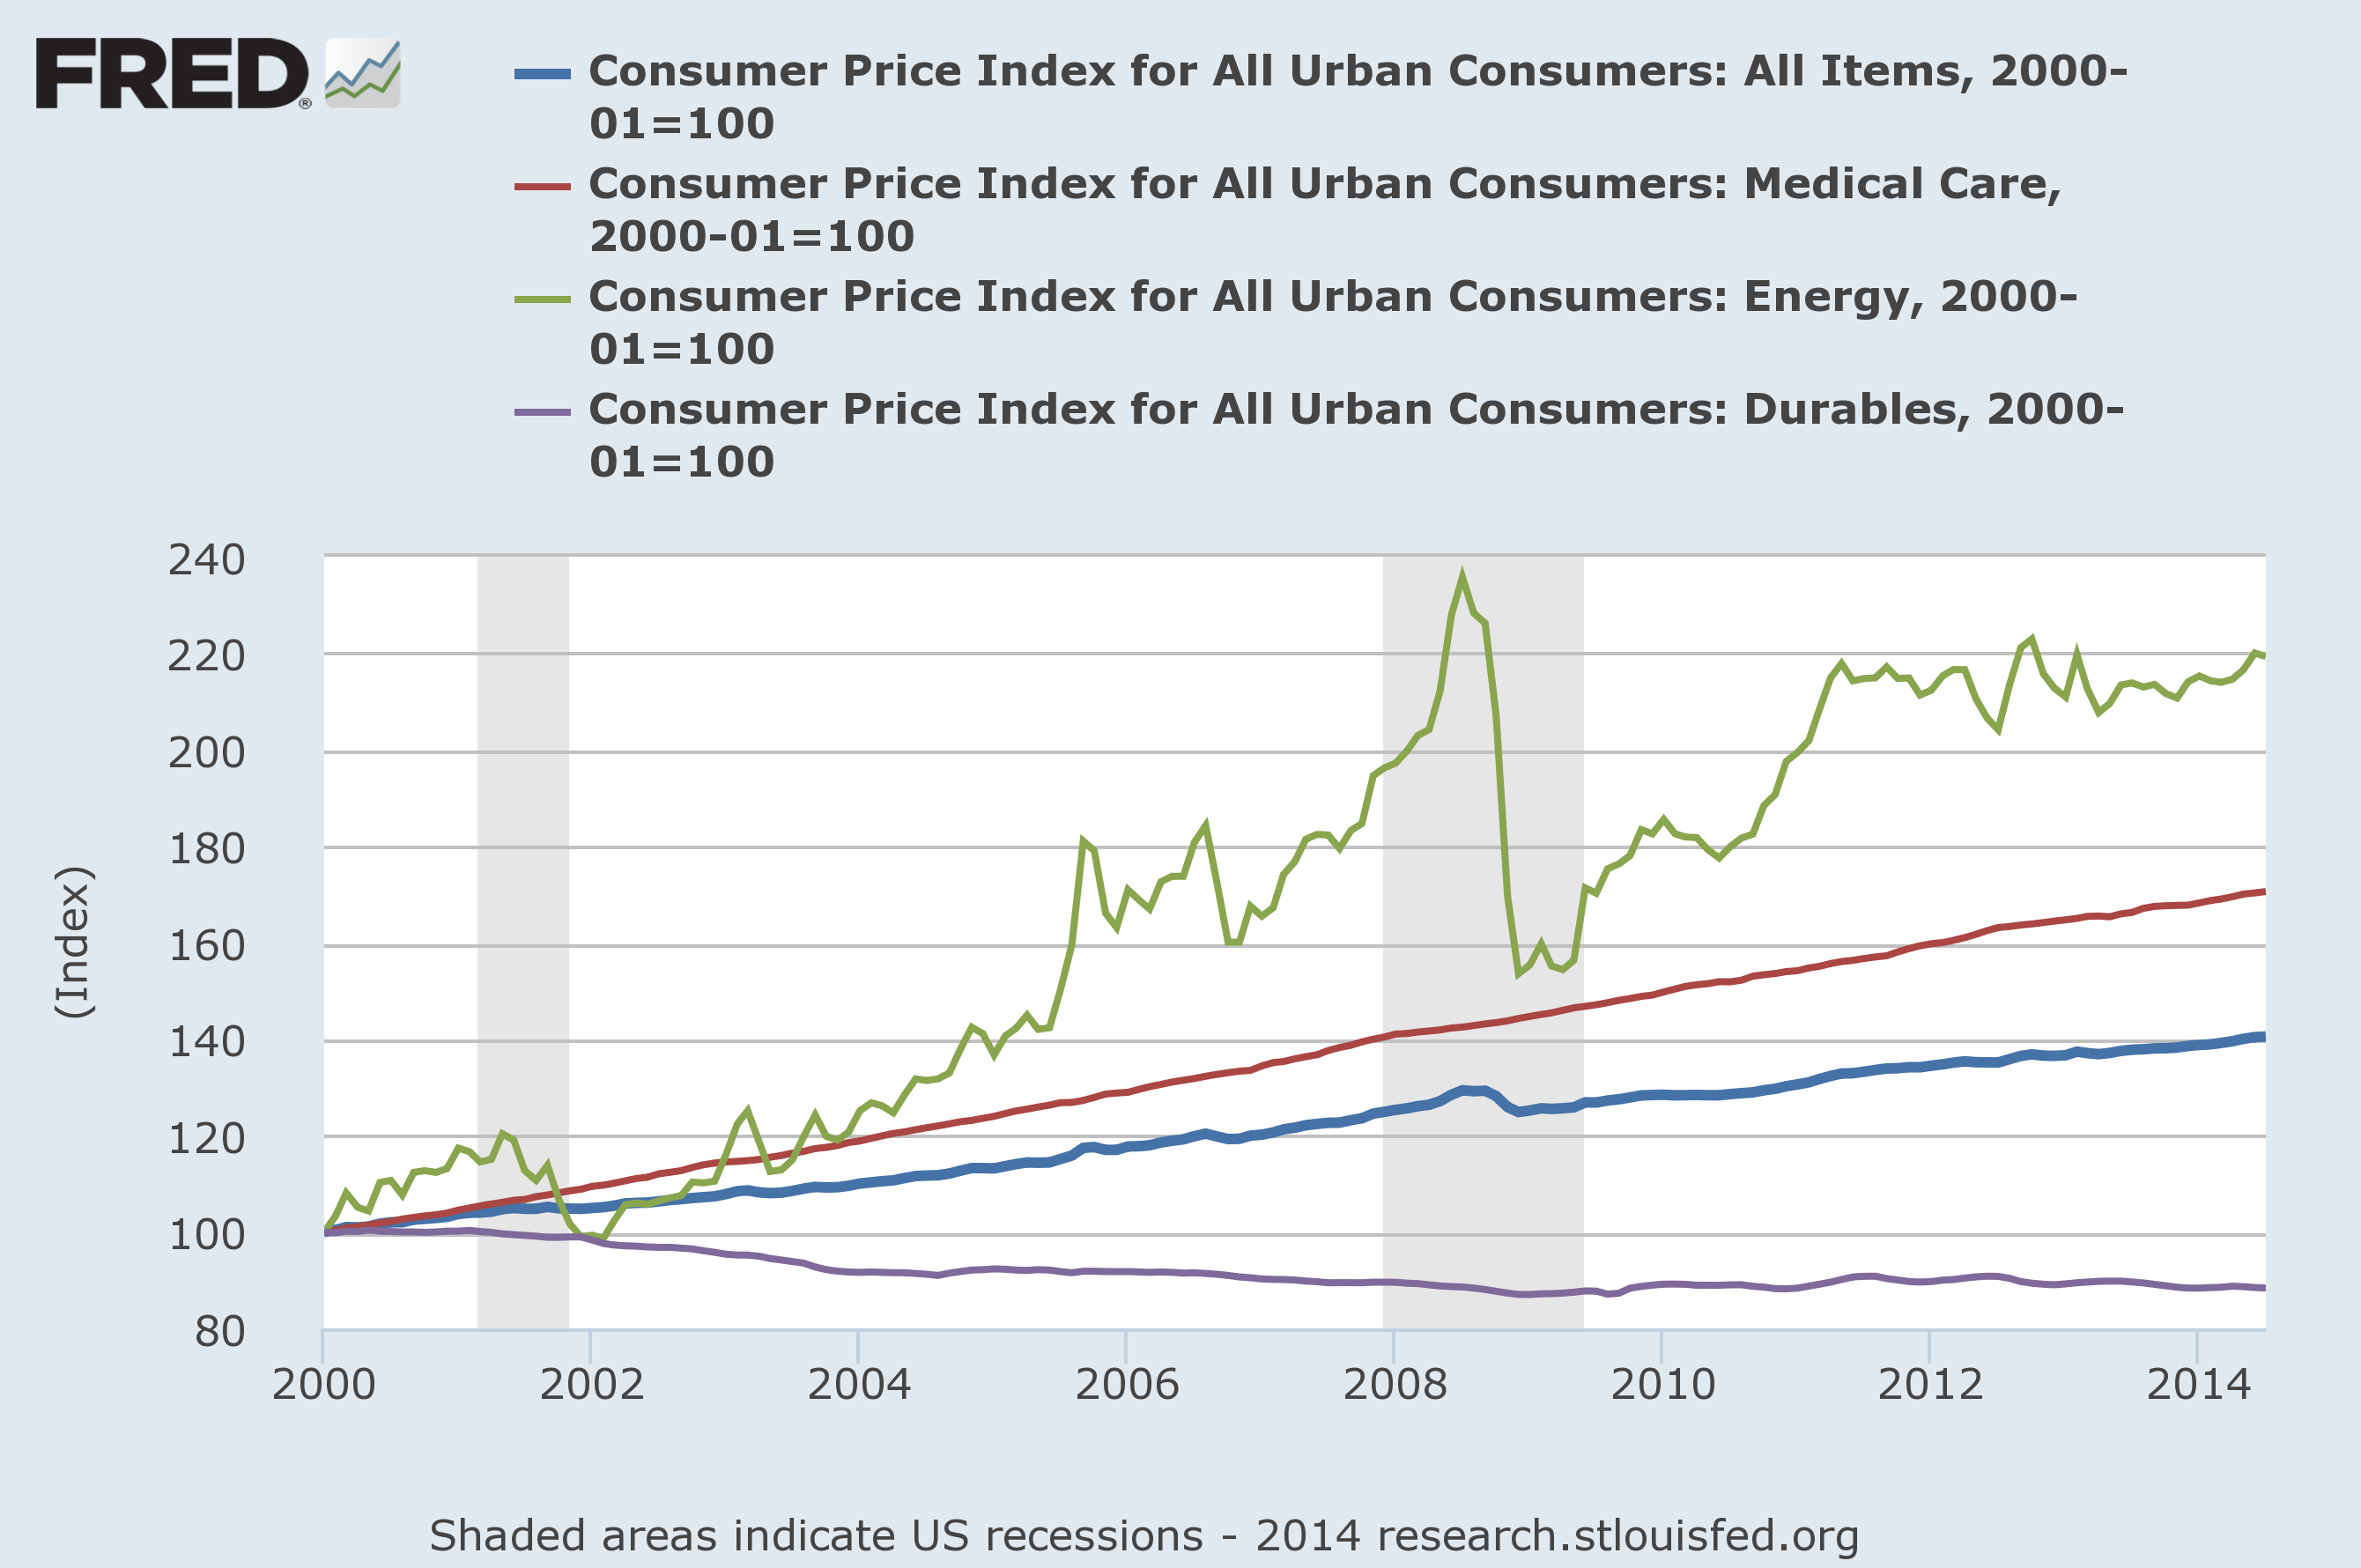 FRED®
Consumer Price Index for All Urban Consumers: All Items, 2000-
01=100
Consumer Price Index for All Urban Consumers: Medical Care,
2000-01=100
Consumer Price Index for All Urban Consumers: Energy, 2000-
01=100
Consumer Price Index for All Urban Consumers: Durables, 2000-
01=100
240
220
200
180
160
140
120
100
80
(Index)
2000 2002 2004 2006 2008 2010 2012 2014
Shaded areas indicate US recessions - 2014 research.stlouisfed.org